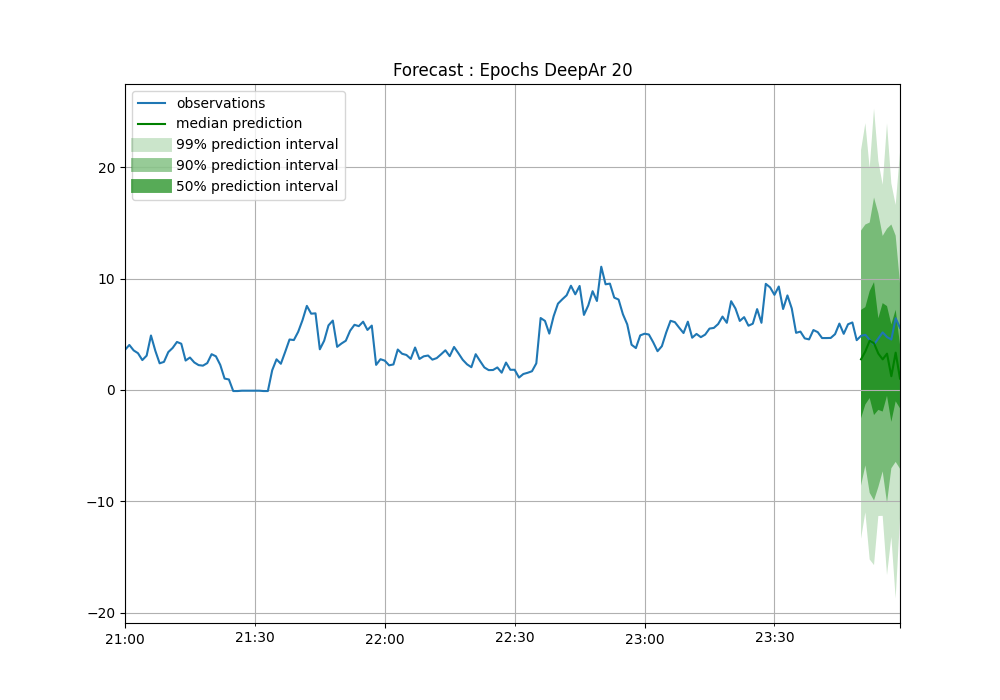 Forecast : Epochs DeepAr 20
observations
median prediction
99% prediction interval
90% prediction interval
50% prediction interval
20
10
0
−10
−20
21:00
21:30
22:00
22:30
23:00
23:30